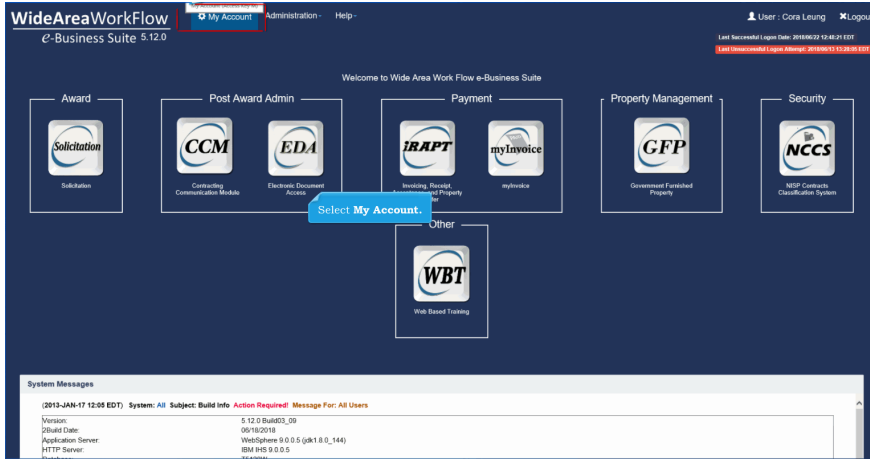 WideAreaWorkFlow
e-Business Suite 5.12.0
My Account Administration Help
User : Cora Leung Logou
Last Successful Logon Date: 2018/06/22 12:40:21 EDT
Last Unsuccessful Logon Attempt: 2018/06/13 13:28:05 EDT
Welcome to Wide Area Work Flow e-Business Suite
Award
Solicitation
Solicitation
Post Award Admin
CCM
Contracting
Communication Module
EDA
Electronic Document
Access
Payment
iRAPT
Invoicing, Receipt,
and Property
myInvoice
myInvoice
Property Management
GFP
Government Furnished
Property
Security
NCCS
NISP Contracts
Classification System
Select My Account.
Other
WBT
Web Based Training
System Messages
(2013-JAN-17 12:05 EDT) System: All Subject: Build Info Action Required! Message For: All Users
Version: 5.12.0 Build03_09
2Build Date: 06/18/2018
Application Server: WebSphere 9.0.0.5 (jdk1.8.0_144)
HTTP Server: IBM IHS 9.0.0.5